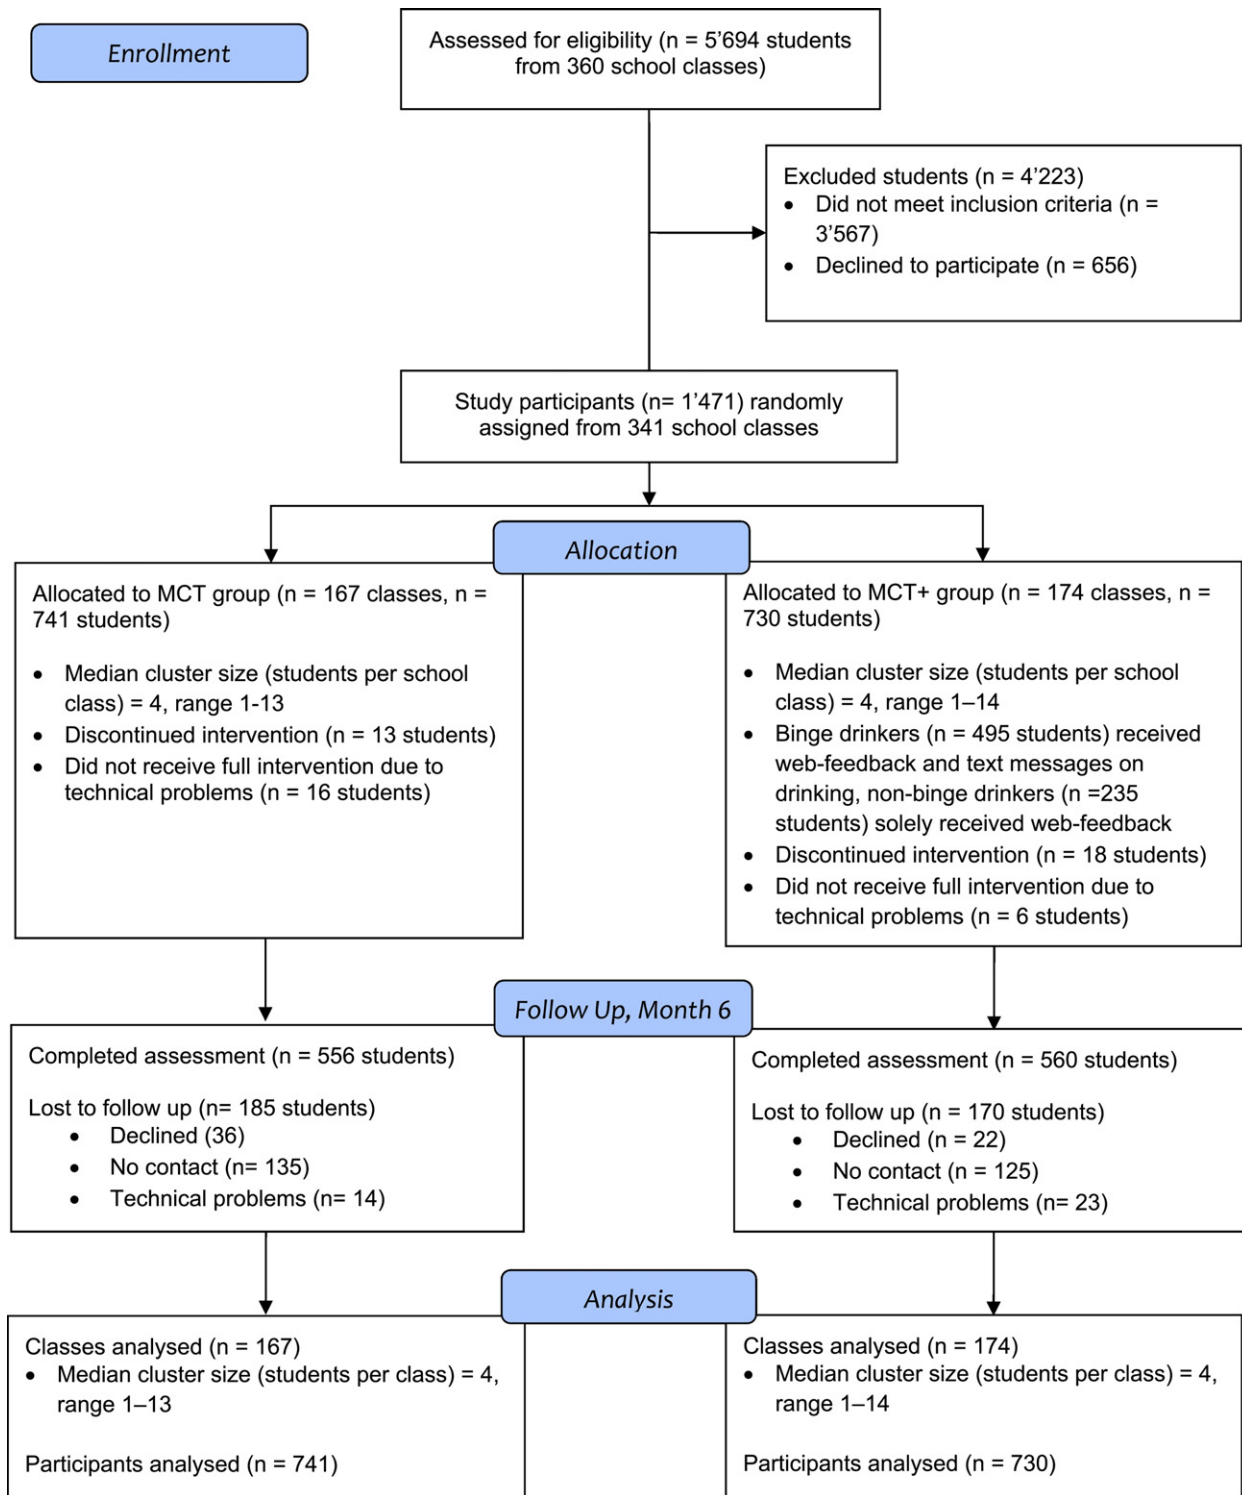 Enrollment
Assessed for eligibility (n = 5’694 students
from 360 school classes)
Excluded students (n = 4’223)
• Did not meet inclusion criteria (n =
3’567)
• Declined to participate (n = 656)
Study participants (n= 1’471) randomly
assigned from 341 school classes
Allocation
Allocated to MCT group (n = 167 classes, n =
741 students)
• Median cluster size (students per school
class) = 4, range 1-13
• Discontinued intervention (n = 13 students)
• Did not receive full intervention due to
technical problems (n = 16 students)
Allocated to MCT+ group (n = 174 classes, n =
730 students)
• Median cluster size (students per school
class) = 4, range 1–14
• Binge drinkers (n = 495 students) received
web-feedback and text messages on
drinking, non-binge drinkers (n =235
students) solely received web-feedback
• Discontinued intervention (n = 18 students)
• Did not receive full intervention due to
technical problems (n = 6 students)
Follow Up, Month 6
Completed assessment (n = 556 students)
Lost to follow up (n= 185 students)
• Declined (36)
• No contact (n= 135)
• Technical problems (n= 14)
Completed assessment (n = 560 students)
Lost to follow up (n = 170 students)
• Declined (n = 22)
• No contact (n = 125)
• Technical problems (n= 23)
Analysis
Classes analysed (n = 167)
• Median cluster size (students per class) = 4,
range 1–13
Participants analysed (n = 741)
Classes analysed (n = 174)
• Median cluster size (students per class) = 4,
range 1–14
Participants analysed (n = 730)